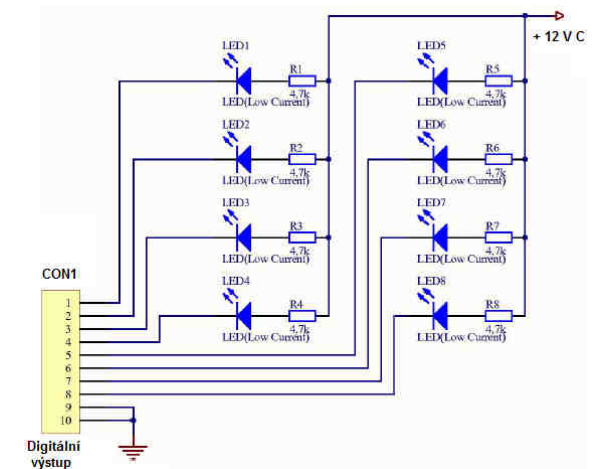 + 12 V C
LED1
R1
4,7k
LED(Low Current)
LED5
R5
4,7k
LED(Low Current)
LED2
R2
4,7k
LED(Low Current)
LED6
R6
4,7k
LED(Low Current)
LED3
R3
4,7k
LED(Low Current)
LED7
R7
4,7k
LED(Low Current)
LED4
R4
4,7k
LED(Low Current)
LED8
R8
4,7k
LED(Low Current)
CON1
1
2
3
4
5
6
7
8
9
10
Digitální
výstup